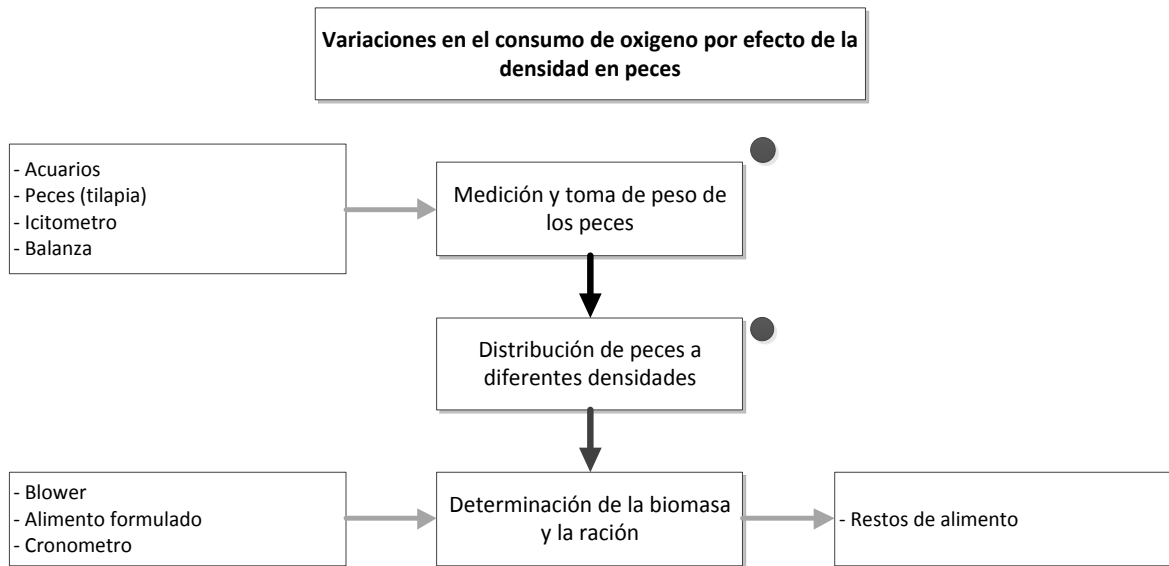 Variaciones en el consumo de oxigeno por efecto de la
densidad en peces
- Acuarios
- Peces (tilapia)
- Icitometro
- Balanza
Medición y toma de peso de
los peces
Distribución de peces a
diferentes densidades
- Blower
- Alimento formulado
- Cronometro
Determinación de la biomasa
y la ración
- Restos de alimento